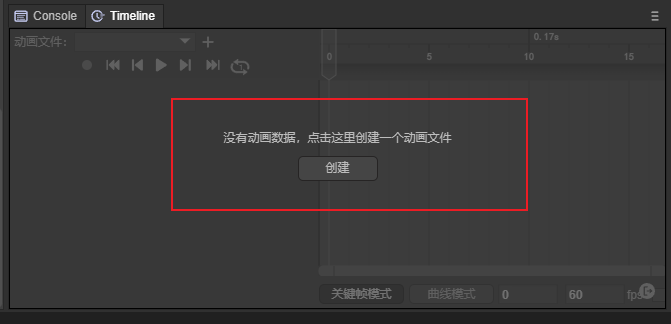 Console Timeline
动画文件：
0.17s
0 5 10 15
没有动画数据，点击这里创建一个动画文件
创建
关键帧模式 曲线模式 0 60 fps